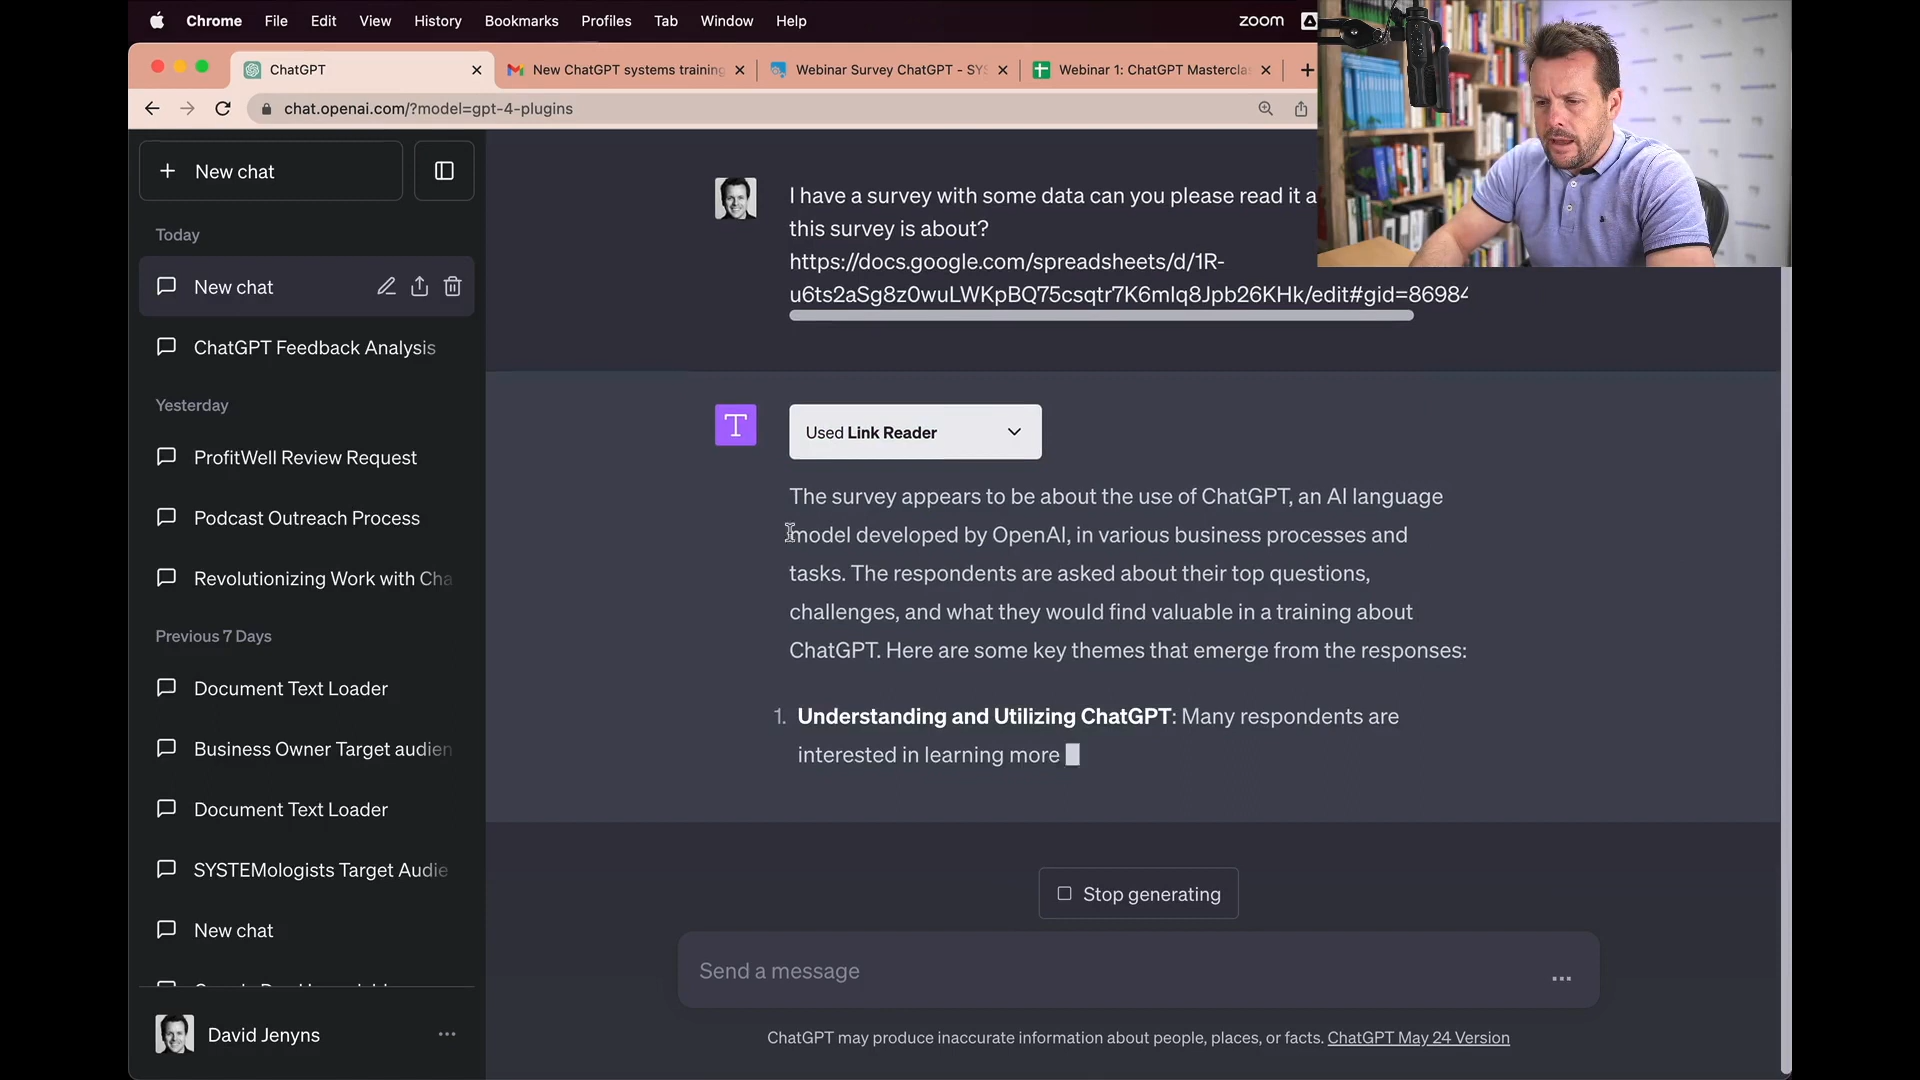 Chrome File Edit View History Bookmarks Profiles Tab Window Help zoom
ChatGPT New ChatGPT systems training Webinar Survey ChatGPT - SYS Webinar 1: ChatGPT Mastercla
chat.openai.com/?model=gpt-4-plugins
New chat
Today
New chat
ChatGPT Feedback Analysis
Yesterday
ProfitWell Review Request
Podcast Outreach Process
Revolutionizing Work with Cha
Previous 7 Days
Document Text Loader
Business Owner Target audien
Document Text Loader
SYSTEMologists Target Audie
New chat
David Jenyns
I have a survey with some data can you please read it a
this survey is about?
https://docs.google.com/spreadsheets/d/1R-
u6ts2aSg8z0wuLWKpBQ75csqtr7K6mIq8Jpb26KHk/edit#gid=86984
T
Used Link Reader
The survey appears to be about the use of ChatGPT, an AI language
model developed by OpenAI, in various business processes and
tasks. The respondents are asked about their top questions,
challenges, and what they would find valuable in a training about
ChatGPT. Here are some key themes that emerge from the responses:
1. Understanding and Utilizing ChatGPT: Many respondents are
interested in learning more
Stop generating
Send a message
ChatGPT may produce inaccurate information about people, places, or facts. ChatGPT May 24 Version